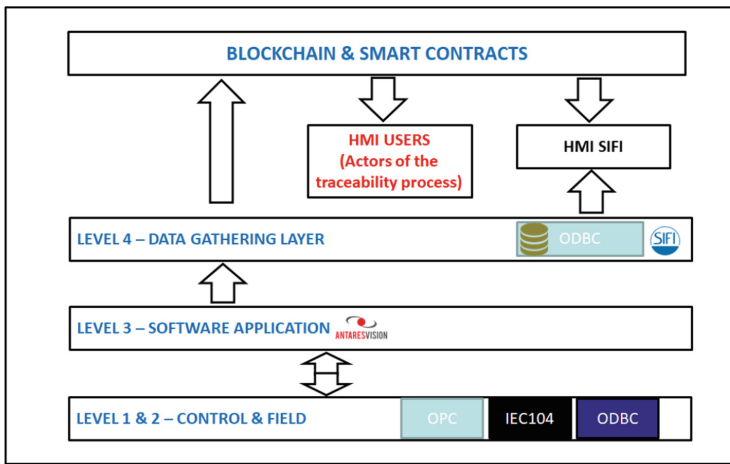 BLOCKCHAIN & SMART CONTRACTS
HMI USERS
(Actors of the
traceability process)
HMI SIFI
LEVEL 4 – DATA GATHERING LAYER
ODBC
SIFI
LEVEL 3 – SOFTWARE APPLICATION
ANTARESVISION
LEVEL 1 & 2 – CONTROL & FIELD
OPC
IEC104
ODBC